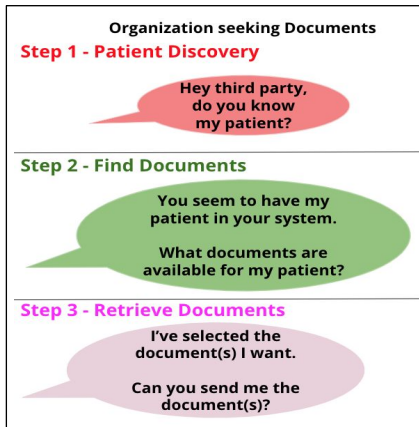 Organization seeking Documents
Step 1 - Patient Discovery
Hey third party,
do you know
my patient?
Step 2 - Find Documents
You seem to have my
patient in your system.
What documents are
available for my patient?
Step 3 - Retrieve Documents
I've selected the
document(s) I want.
Can you send me the
document(s)?